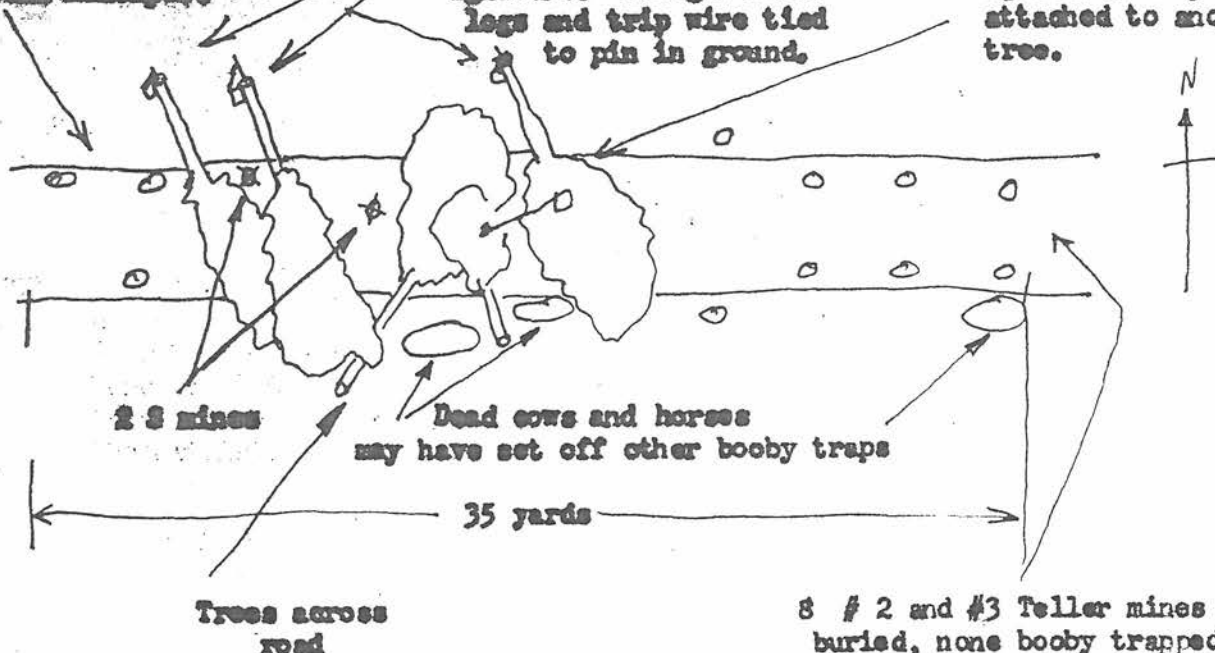 legs and trip wire tied
to pin in ground.
attached to
tree.
N
mines
Dead cows and horses
may have set off other booby traps
35 yards
Trees across
road
8 # 2 and #3 Teller mines
buried, none booby trapped